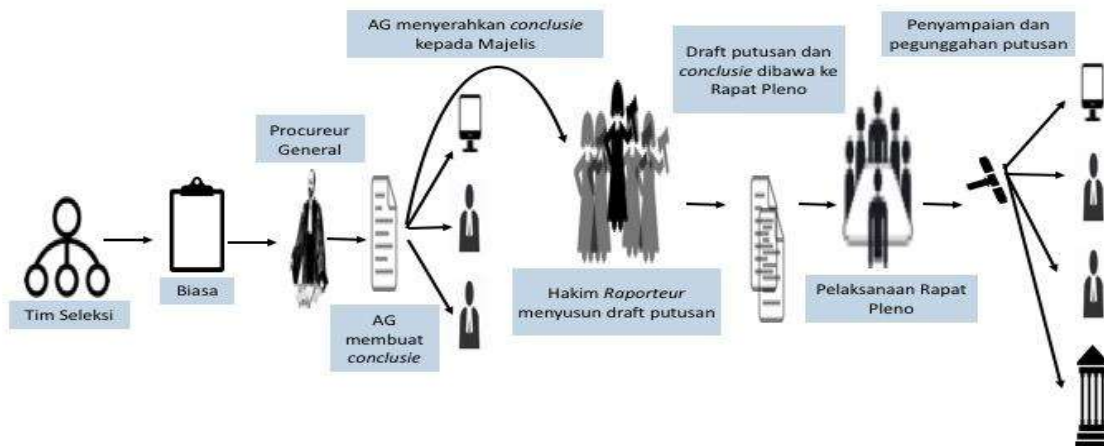 AG menyerahkan conclusie
kepada Majelis
Draft putusan dan
conclusie dibawa ke
Rapat Pleno
Penyampaian dan
pegunggahan putusan
Procureur
General
Tim Seleksi
Biasa
AG
membuat
conclusie
Hakim Raporteur
menyusun draft putusan
Pelaksanaan Rapat
Pleno